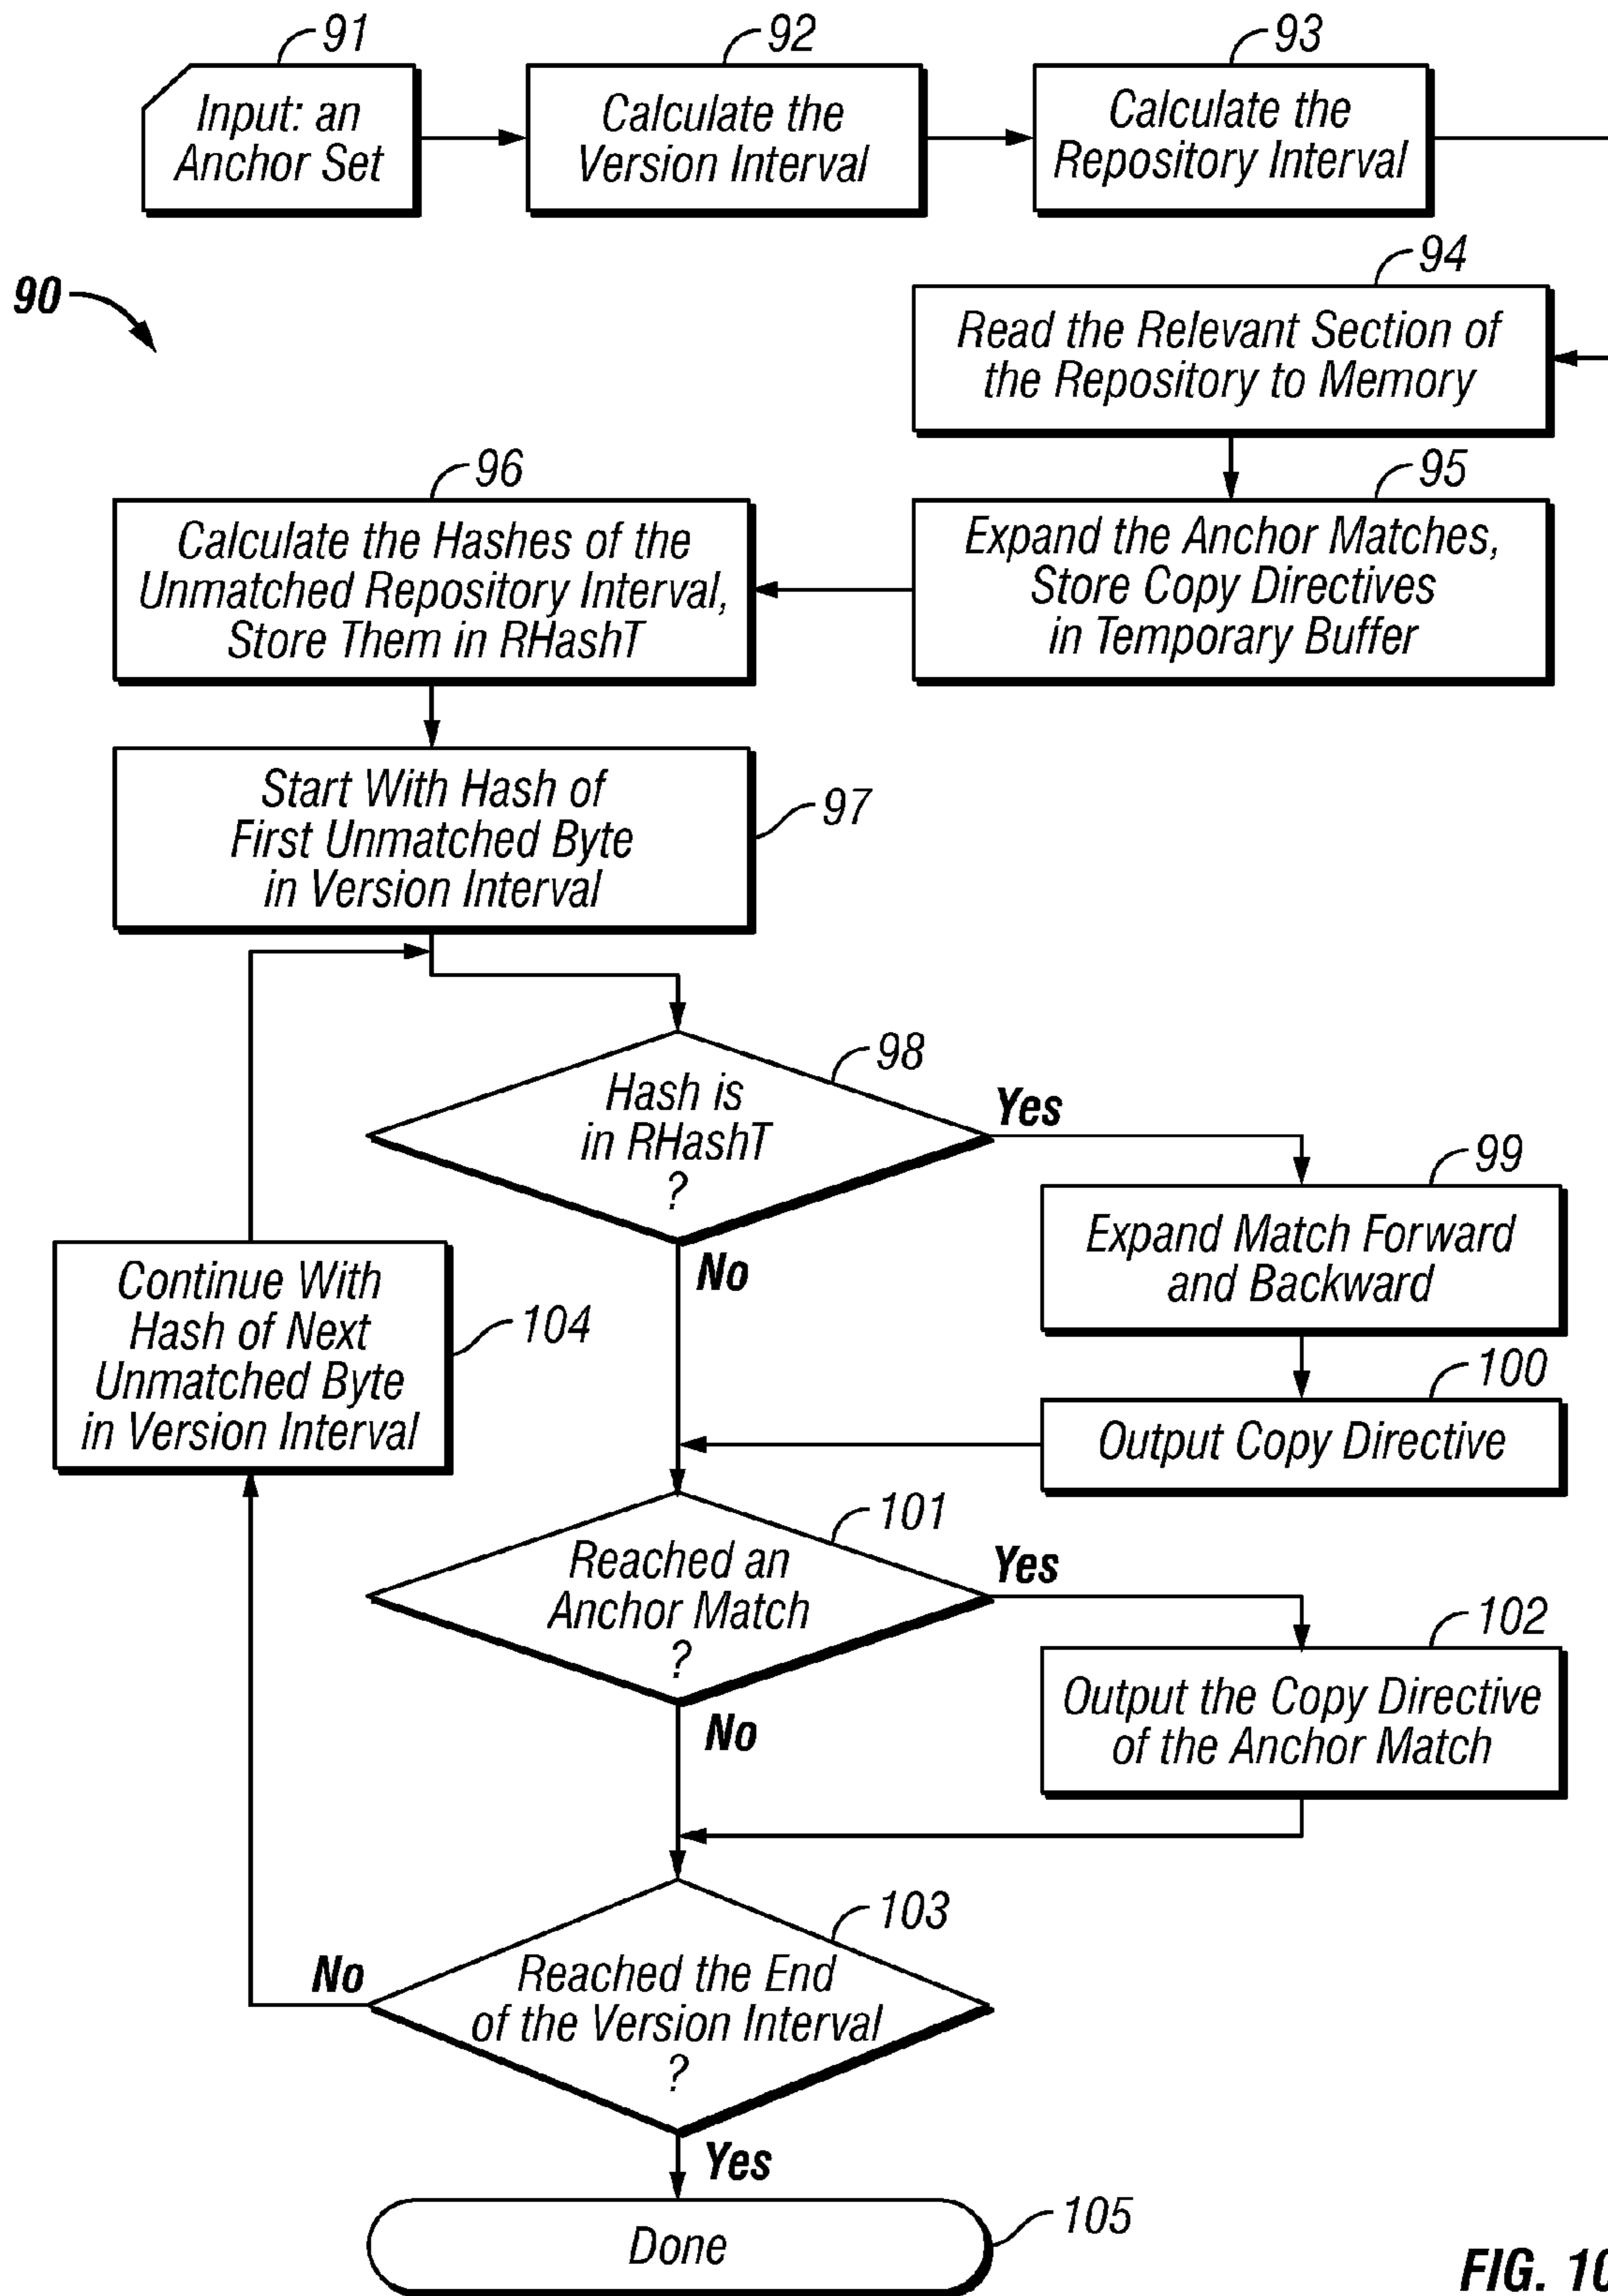 91
Input: an
Anchor Set
92
Calculate the
Version Interval
93
Calculate the
Repository Interval
90
94
Read the Relevant Section of
the Repository to Memory
95
Expand the Anchor Matches,
Store Copy Directives
in Temporary Buffer
96
Calculate the Hashes of the
Unmatched Repository Interval,
Store Them in RHashT
97
Start With Hash of
First Unmatched Byte
in Version Interval
98
Hash is
in RHashT
?
Yes
No
99
Expand Match Forward
and Backward
100
Output Copy Directive
104
Continue With
Hash of Next
Unmatched Byte
in Version Interval
101
Reached an
Anchor Match
?
Yes
No
102
Output the Copy Directive
of the Anchor Match
103
Reached the End
of the Version Interval
?
No
Yes
105
Done
FIG. 10